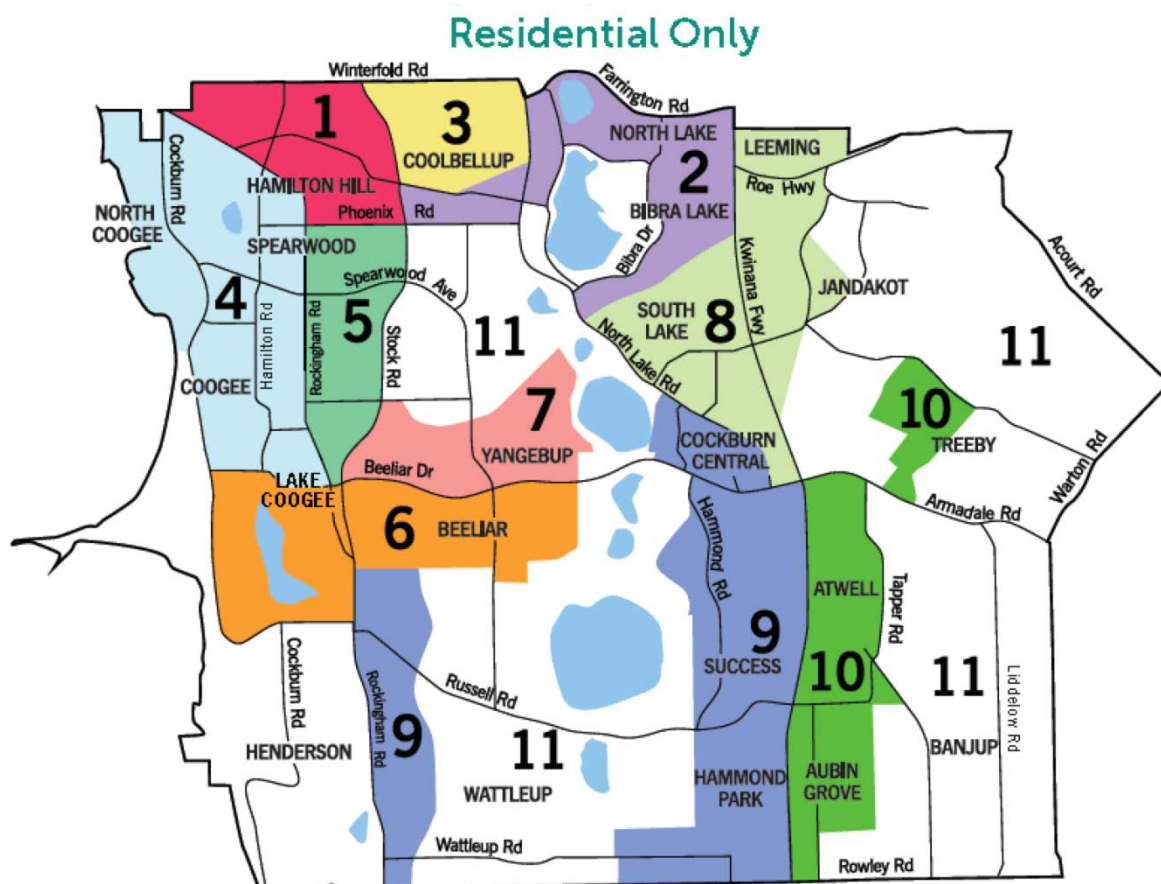 Residential Only
Winterfold Rd
Farrington Rd
1
3
COOLBELLUP
NORTH LAKE
2
LEEMING
Roe Hwy
Cockburn Rd
HAMILTON HILL
NORTH
COOGEE
Phoenix Rd
BIBRA LAKE
Bibra Dr
Kwinana Fwy
Acourt Rd
SPEARWOOD
Spearwood Ave
4
5
Hamilton Rd
Rockingham Rd
Stock Rd
11
SOUTH
LAKE
8
JANDAKOT
11
North Lake Rd
COOGEE
7
YANGEBUP
10
TREEBY
COCKBURN
CENTRAL
Warton Rd
Beeliar Dr
LAKE
COOGEE
6
BEELIAR
Hammond Rd
Armadale Rd
ATWELL
Tapper Rd
9
SUCCESS
10
11
Liddelow Rd
Cockburn Rd
Rockingham Rd
Russell Rd
HENDERSON
9
11
WATTLEUP
HAMMOND
PARK
AUBIN
GROVE
BANJUP
Wattleup Rd
Rowley Rd